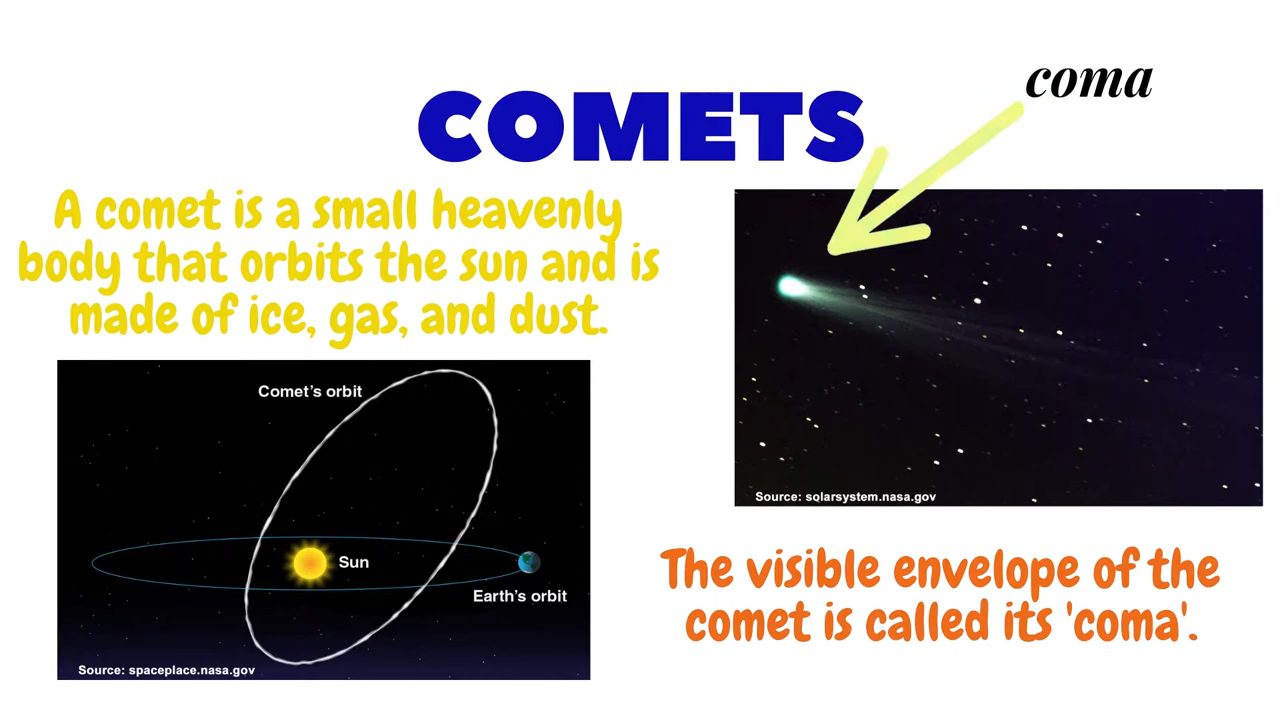 coma
COMETS
A comet is a small heavenly
body that orbits the sun and is
made of ice, gas, and dust.
Comet's orbit
Sun
Earth's orbit
Source: spaceplace.nasa.gov
Source: solarsystem.nasa.gov
The visible envelope of the
comet is called its 'coma'.